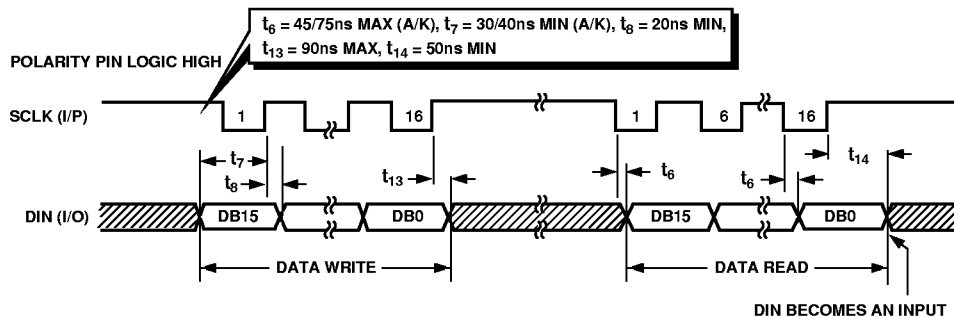 t6 = 45/75ns MAX (A/K), t7 = 30/40ns MIN (A/K), t8 = 20ns MIN,
t13 = 90ns MAX, t14 = 50ns MIN
POLARITY PIN LOGIC HIGH
SCLK (I/P)
1
16
1
6
16
t7
t8
t13
t6
t6
t14
DIN (I/O)
DB15
DB0
DB15
DB0
DATA WRITE
DATA READ
DIN BECOMES AN INPUT